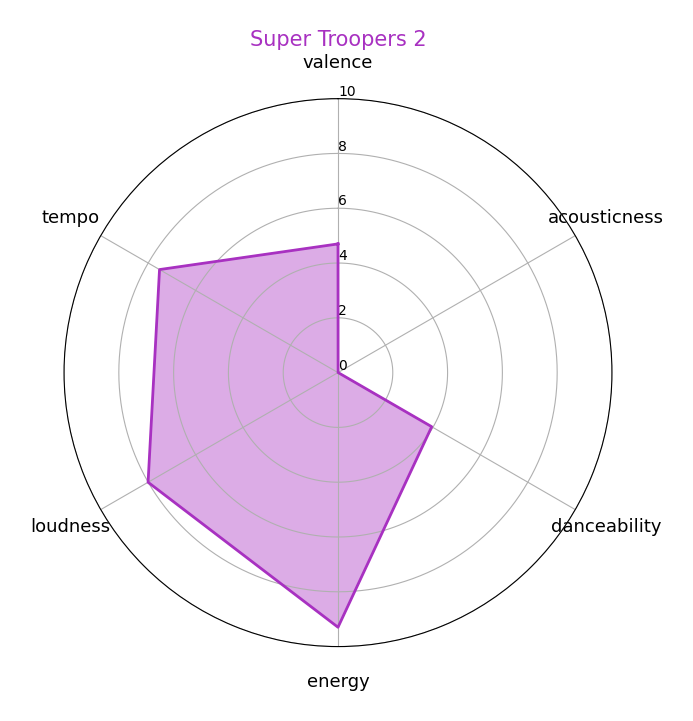 Super Troopers 2
valence
10
8
6
4
2
0
tempo
acousticness
loudness
danceability
energy